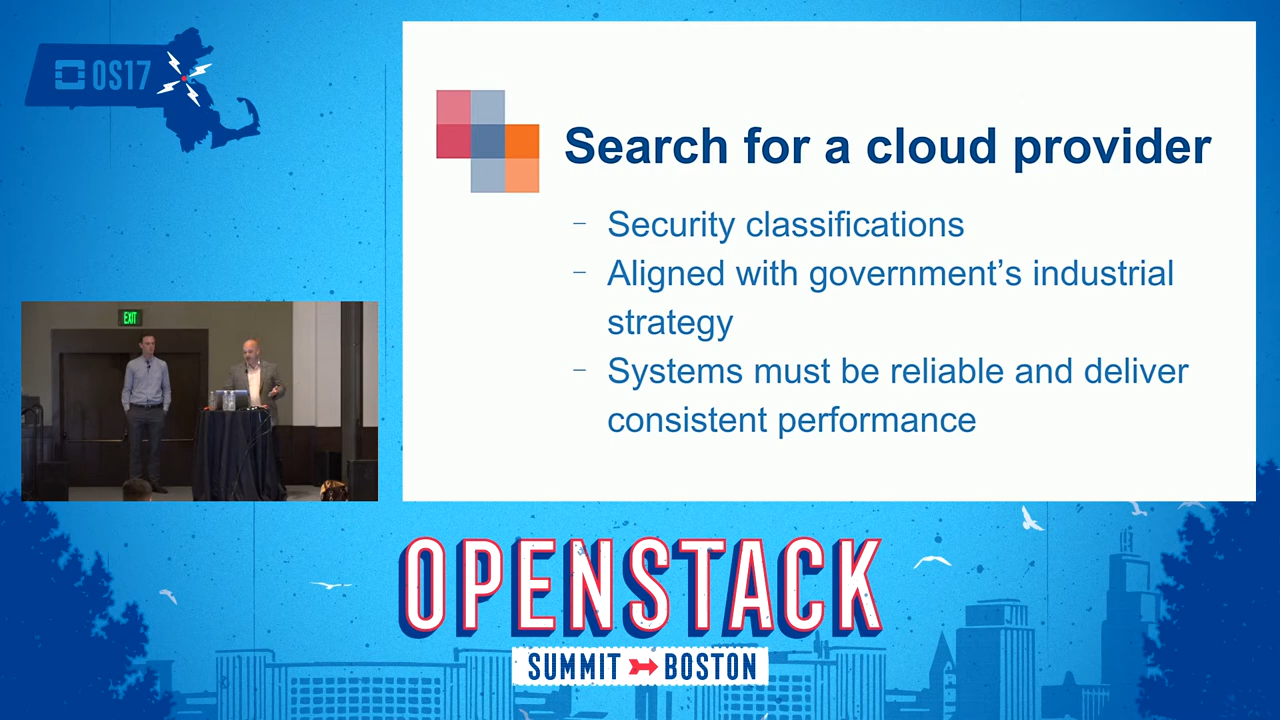 OS17
Search for a cloud provider
– Security classifications
– Aligned with government’s industrial
strategy
– Systems must be reliable and deliver
consistent performance
EXIT
OPENSTACK
SUMMIT BOSTON